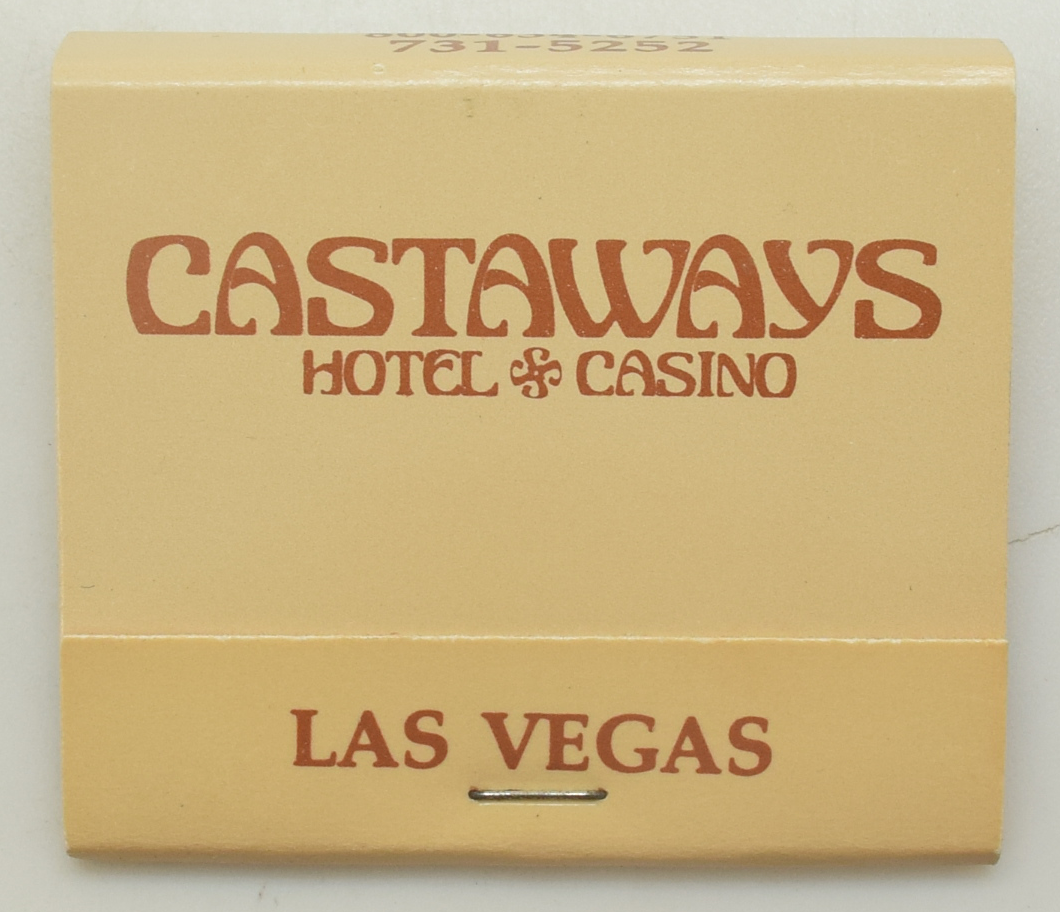 731-5252
CASTAWAYS
HOTEL CASINO
LAS VEGAS